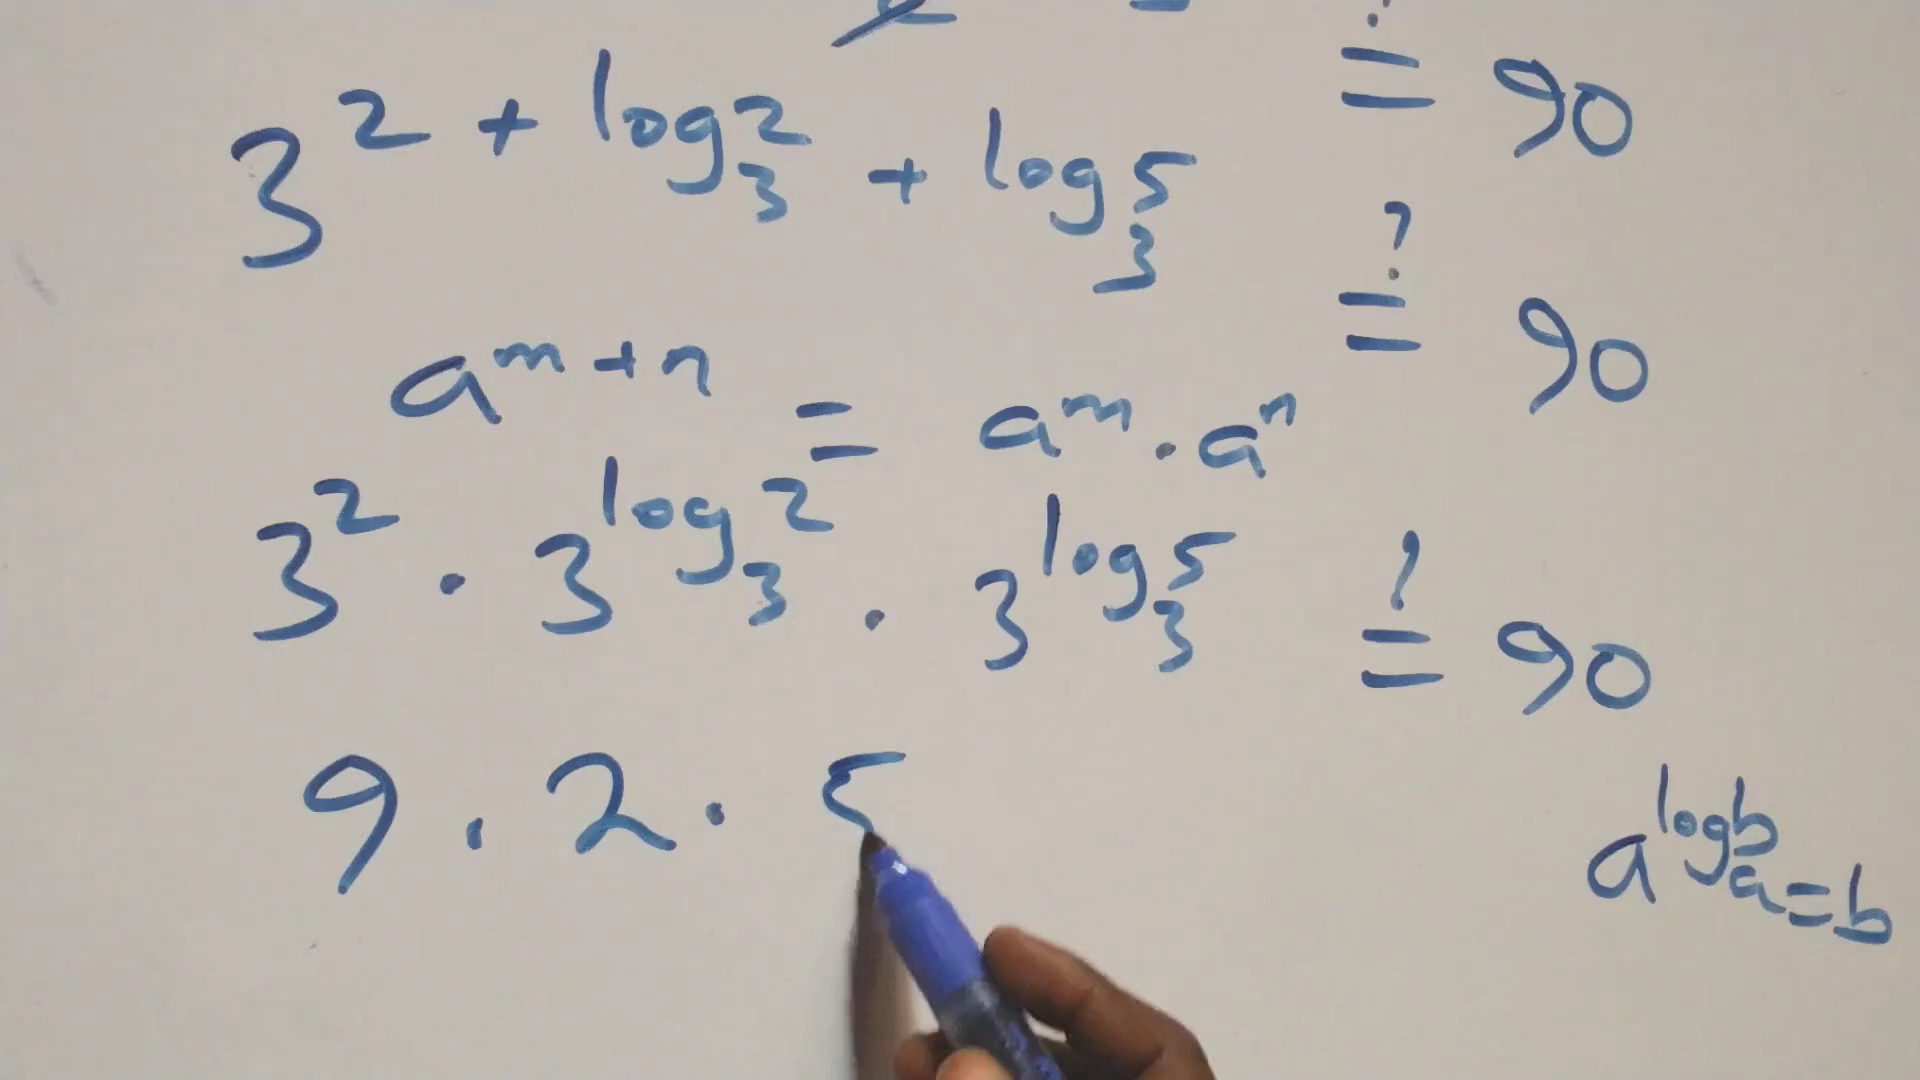 3^2 + log_3 2 + log_3 5 ≟ 90
≟ 90
a^{m+n} = a^m · a^n
3^2 · 3^{log_3 2} · 3^{log_3 5} ≟ 90
9 · 2 · 5
a^{log_a b} = b